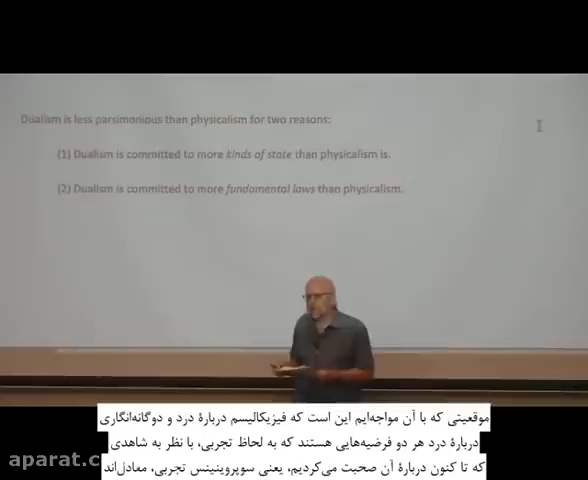 Dualism is less parsimonious than physicalism for two reasons:
(1) Dualism is committed to more kinds of state than physicalism is.
(2) Dualism is committed to more fundamental laws than physicalism.
موقعیتی که با آن مواجه‌ایم این است که فیزیکالیسم دربارهٔ درد و دوگانه‌انگاری
دربارهٔ درد هر دو فرضیه‌هایی هستند که به لحاظ تجربی، با نظر به شاهدی
که تا کنون دربارهٔ آن صحبت می‌کردیم، یعنی سوپروینینس تجربی، معادل‌اند
aparat.c